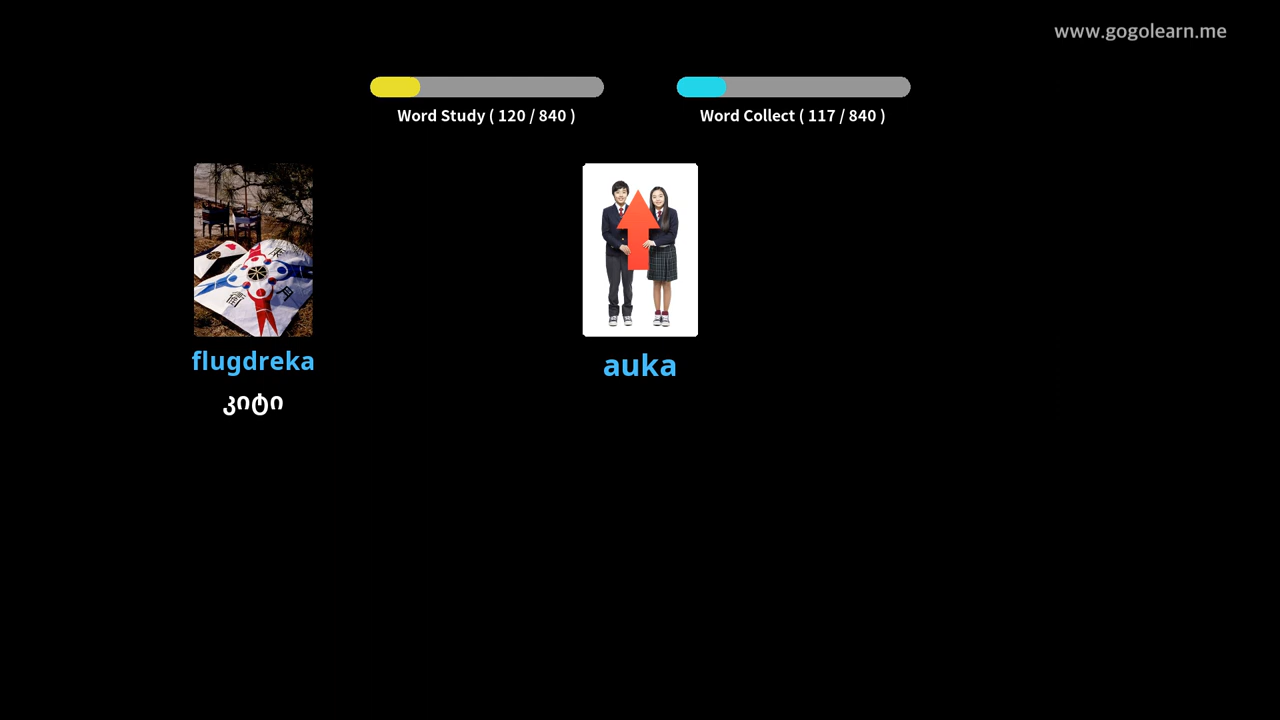 www.gogolearn.me
Word Study ( 120 / 840 )
Word Collect ( 117 / 840 )
flugdreka
კიტი
auka